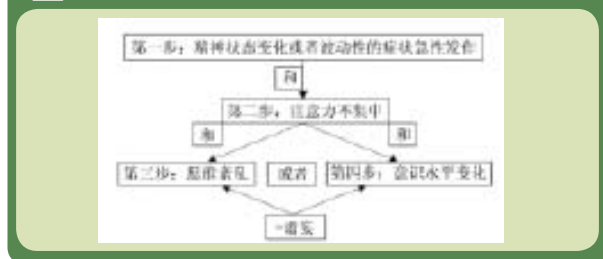 第一步：精神状态变化或者波动性的症状急性发作
和
第二步：注意力不集中
和
和
第三步：思维紊乱
或者
第四步：意识水平变化
=谵妄